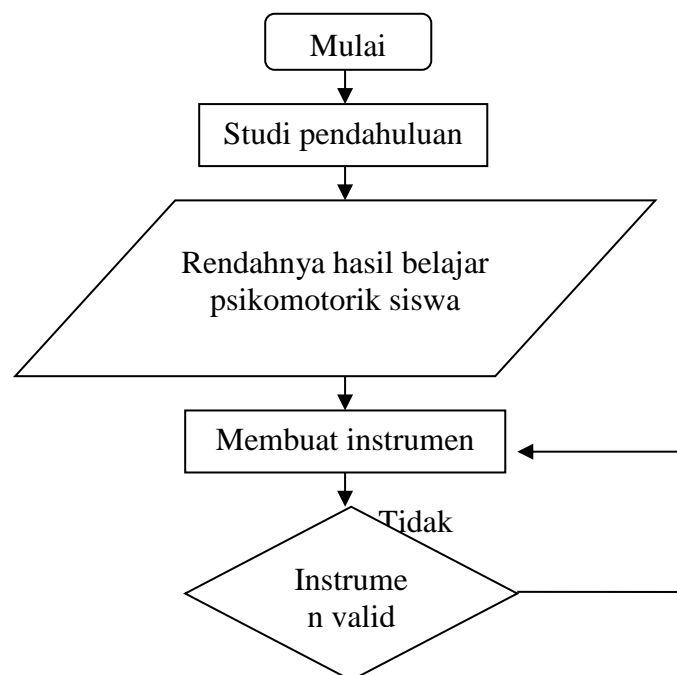 Mulai
Studi pendahuluan
Rendahnya hasil belajar
psikomotorik siswa
Membuat instrumen
Tidak
Instrume
n valid